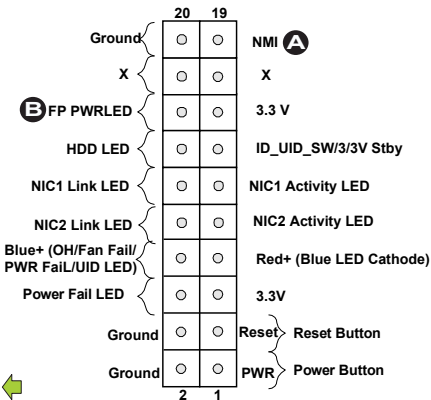 20 19
Ground NMI A
X X
B FP PWRLED 3.3 V
HDD LED ID_UID_SW/3/3V Stby
NIC1 Link LED NIC1 Activity LED
NIC2 Link LED NIC2 Activity LED
Blue+ (OH/Fan Fail/
PWR FaiL/UID LED) Red+ (Blue LED Cathode)
Power Fail LED 3.3V
Ground Reset Reset Button
Ground PWR Power Button
2 1